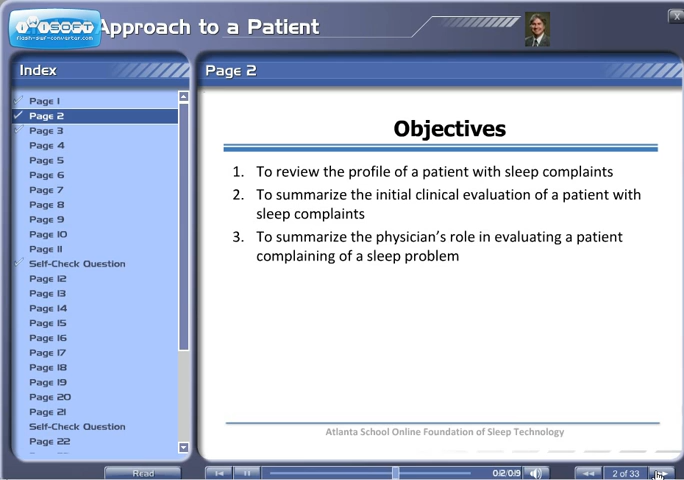 iWiSOFT
flash-swf-converter.com
Approach to a Patient
X
Index
Page 2
Page 1
Page 2
Page 3
Page 4
Page 5
Page 6
Page 7
Page 8
Page 9
Page 10
Page 11
Self-Check Question
Page 12
Page 13
Page 14
Page 15
Page 16
Page 17
Page 18
Page 19
Page 20
Page 21
Self-Check Question
Page 22
Objectives
1. To review the profile of a patient with sleep complaints
2. To summarize the initial clinical evaluation of a patient with
sleep complaints
3. To summarize the physician's role in evaluating a patient
complaining of a sleep problem
Atlanta School Online Foundation of Sleep Technology
Read
2 of 33